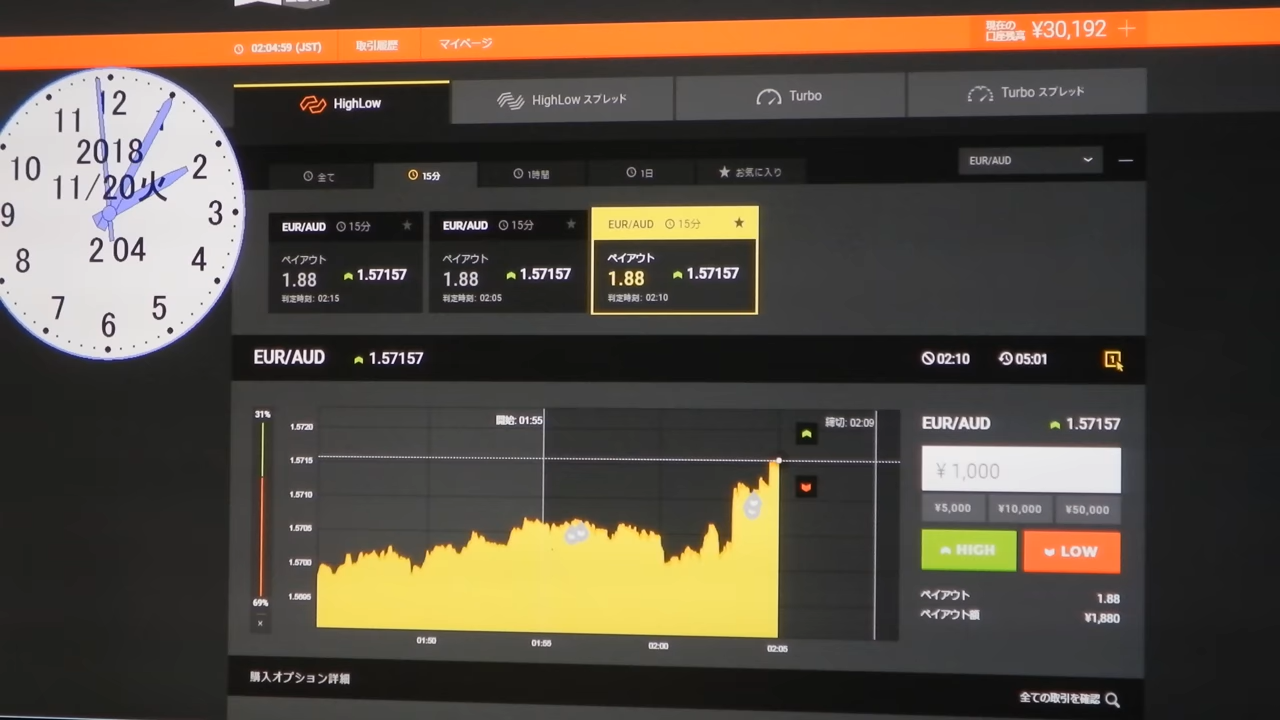 02:04:59 (JST)
取引履歴
マイページ
現在の
口座残高
¥30,192
HighLow
HighLow スプレッド
Turbo
Turbo スプレッド
全て
15分
1時間
1日
お気に入り
EUR/AUD
EUR/AUD 15分
ペイアウト
1.88 1.57157
判定時刻: 02:15
EUR/AUD 15分
ペイアウト
1.88 1.57157
判定時刻: 02:05
EUR/AUD 15分
ペイアウト
1.88 1.57157
判定時刻: 02:10
12
11
2018
10
2
11/20火
9
3
2 04
8
4
7
5
6
EUR/AUD 1.57157
02:10 05:01
1
31%
69%
×
1.5720
1.5715
1.5710
1.5705
1.5700
1.5695
開始: 01:55
締切: 02:09
01:50
01:55
02:00
02:05
EUR/AUD 1.57157
¥ 1,000
¥5,000 ¥10,000 ¥50,000
HIGH LOW
ペイアウト 1.88
ペイアウト額 ¥1,880
購入オプション詳細
全ての取引を確認